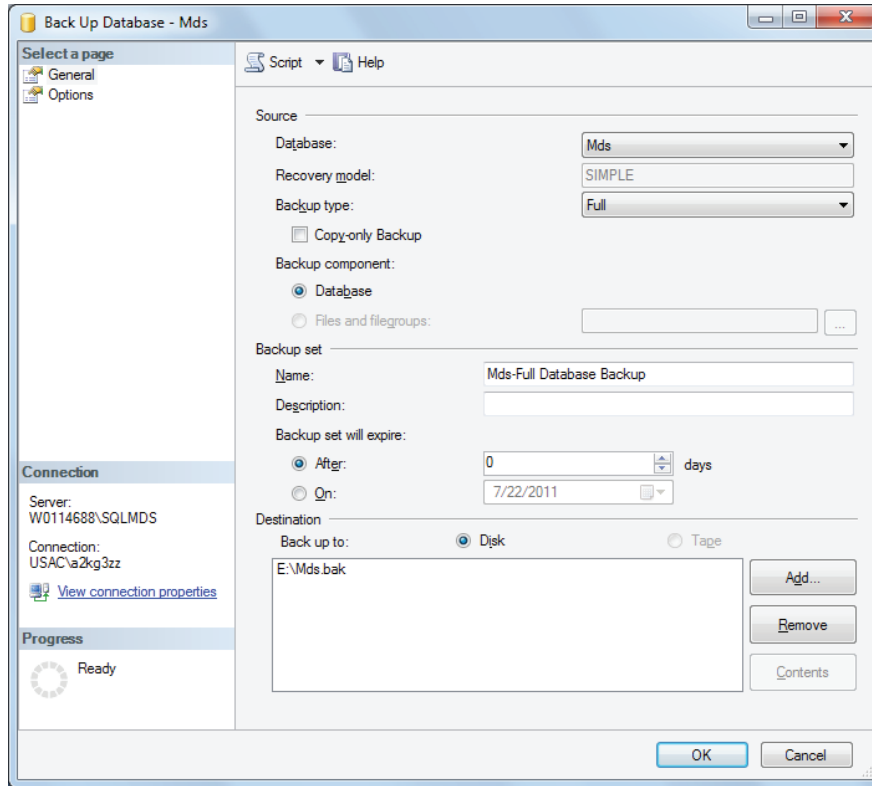 Back Up Database - Mds
Select a page
General
Options
Script Help
Source
Database: Mds
Recovery model: SIMPLE
Backup type: Full
Copy-only Backup
Backup component:
Database
Files and filegroups: ...
Backup set
Name: Mds-Full Database Backup
Description:
Backup set will expire:
After: 0 days
On: 7/22/2011
Destination
Back up to: Disk Tape
E:\Mds.bak
Add...
Remove
Contents
Connection
Server:
W0114688\SQLMDS
Connection:
USAC\a2kg3zz
View connection properties
Progress
Ready
OK Cancel